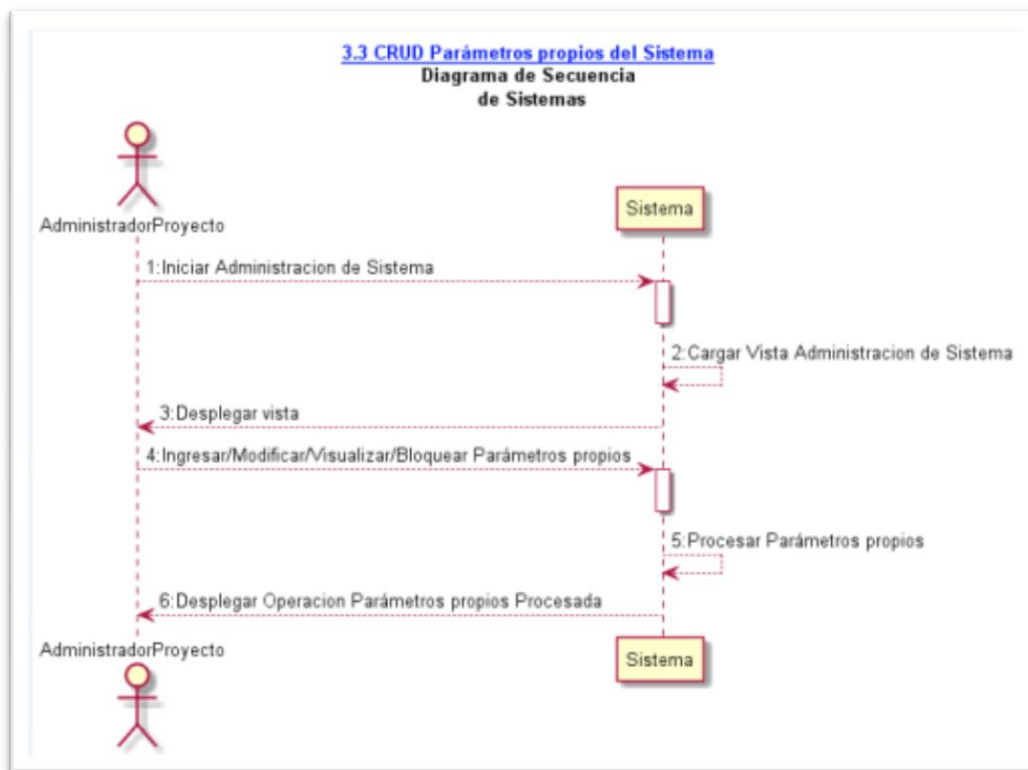 3.3 CRUD Parámetros propios del Sistema
Diagrama de Secuencia
de Sistemas
AdministradorProyecto
Sistema
1:Iniciar Administracion de Sistema
2:Cargar Vista Administracion de Sistema
3:Desplegar vista
4:Ingresar/Modificar/Visualizar/Bloquear Parámetros propios
5:Procesar Parámetros propios
6:Desplegar Operacion Parámetros propios Procesada
AdministradorProyecto
Sistema